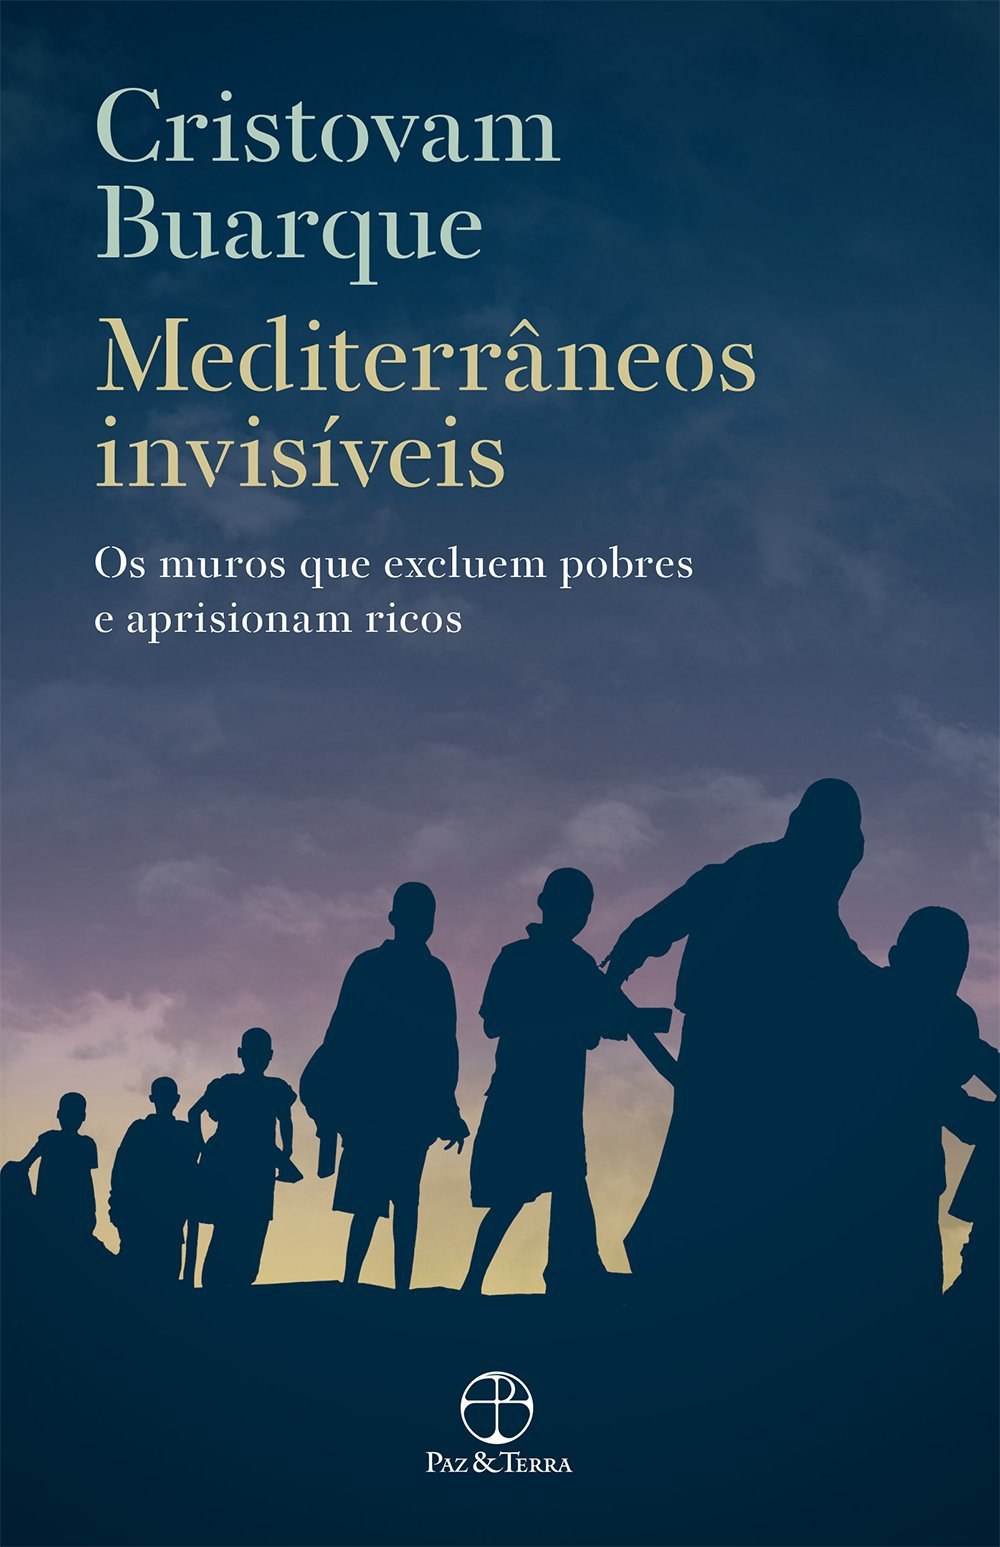 Cristovam
Buarque
Mediterrâneos
invisíveis
Os muros que excluem pobres
e aprisionam ricos
PAZ & TERRA